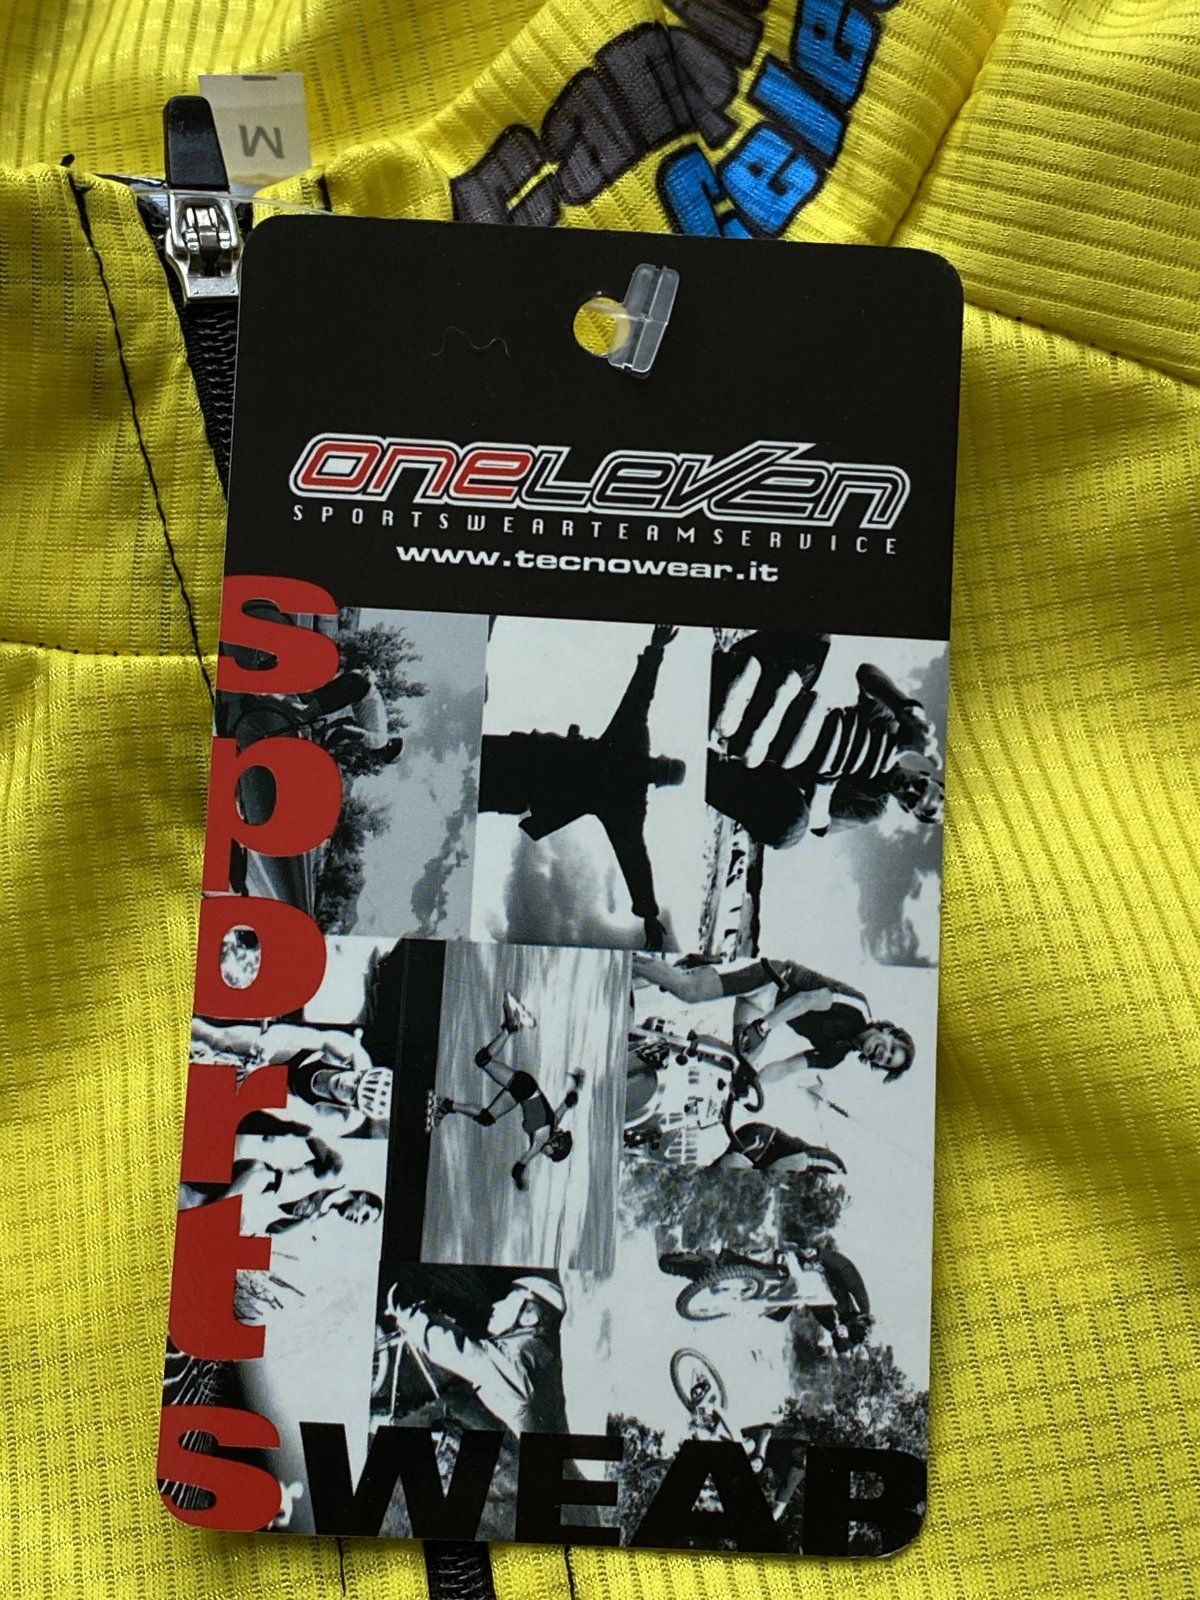 M
oneleven
SPORTSWEARTEAMSERVICE
www.tecnowear.it
sports
WEAR